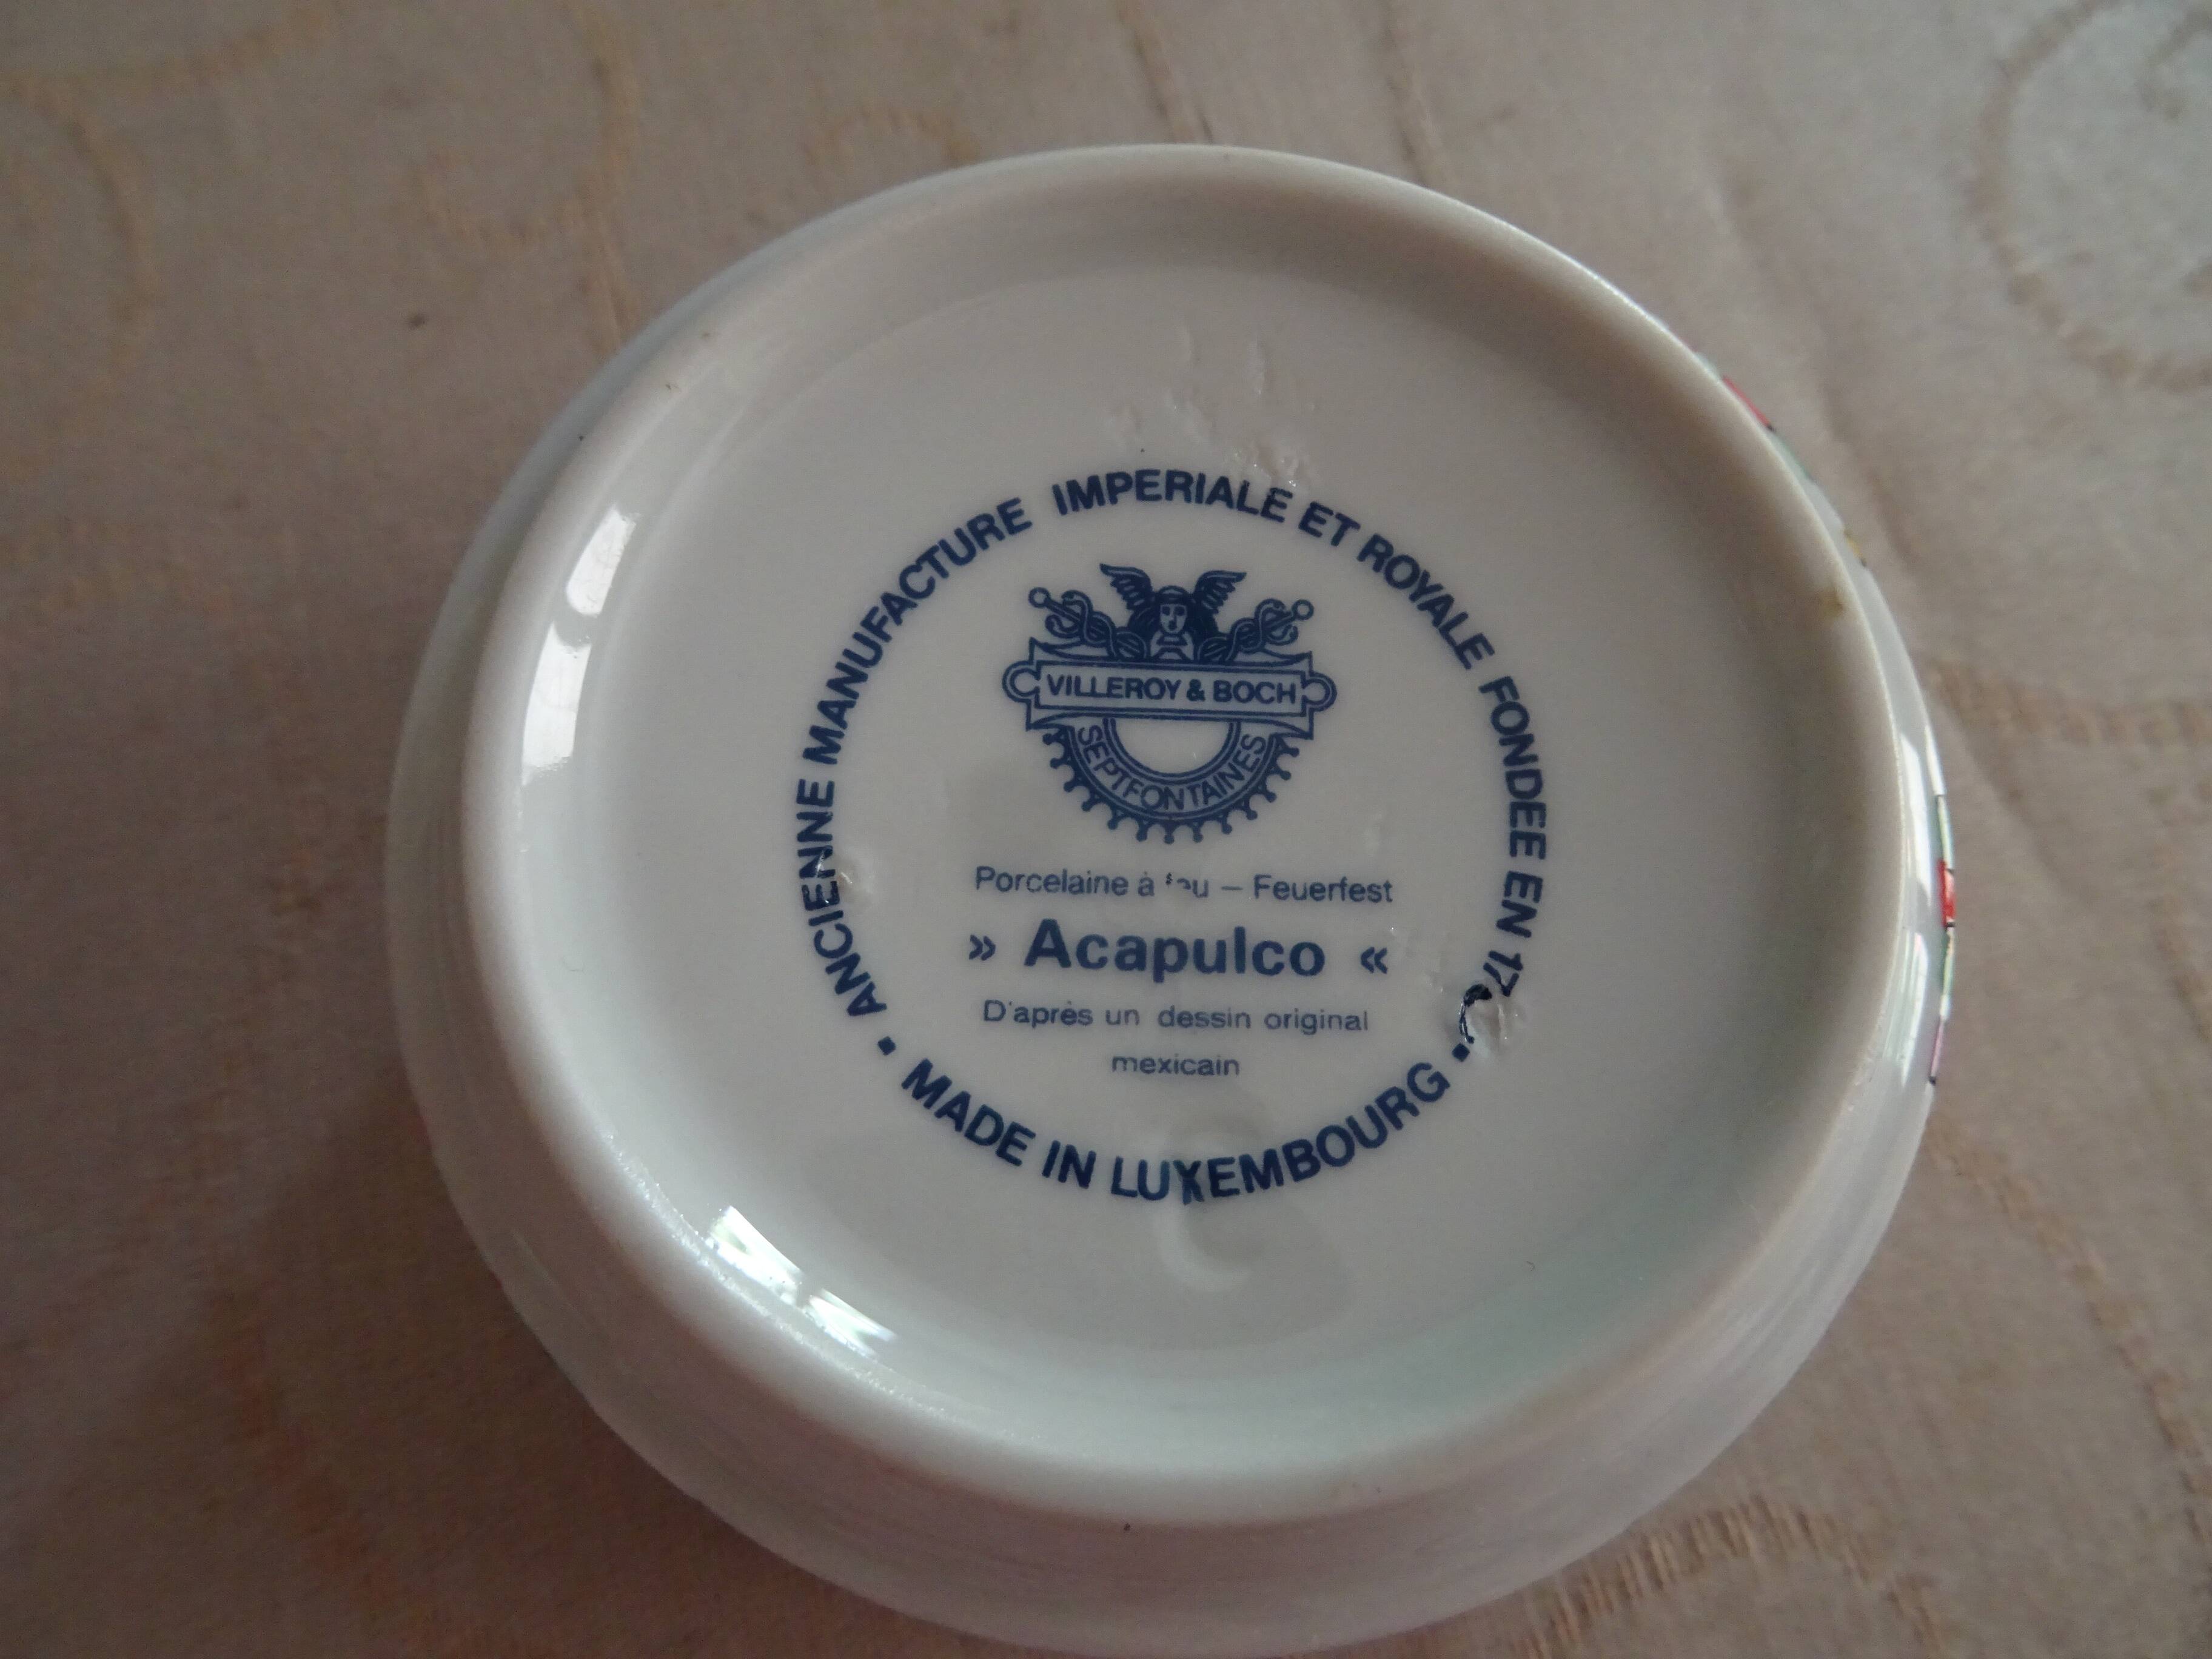 ANCIENNE MANUFACTURE IMPERIALE ET ROYALE FONDEE EN
VILLEROY & BOCH
SEPTFONTAINES
Porcelaine à – Feuerfest
» Acapulco «
D'après un dessin original
mexicain
• MADE IN LUXEMBOURG •